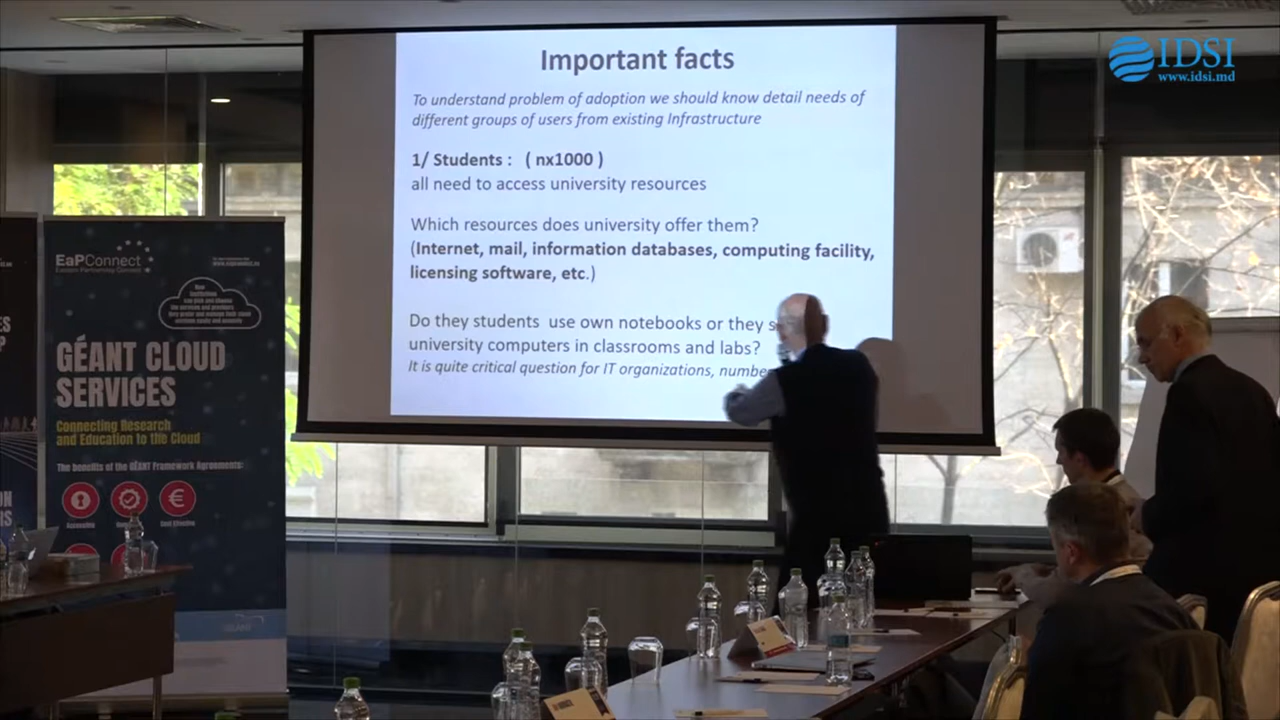 Important facts
To understand problem of adoption we should know detail needs of
different groups of users from existing Infrastructure
1/ Students : ( nx1000 )
all need to access university resources
Which resources does university offer them?
(Internet, mail, information databases, computing facility,
licensing software, etc.)
Do they students use own notebooks or they
university computers in classrooms and labs?
It is quite critical question for IT organizations,
IDSI
www.idsi.md
EaPConnect
Eastern Partnership Connect
GÉANT CLOUD
SERVICES
Connecting Research
and Education to the Cloud
The benefits of the GÉANT Framework Agreements: